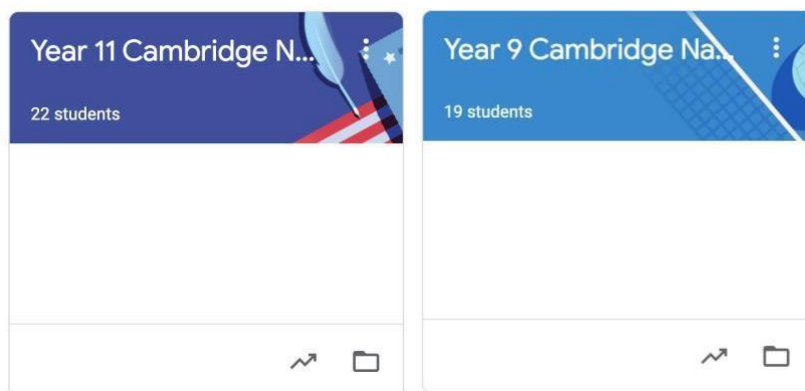 Year 11 Cambridge N...
22 students
Year 9 Cambridge Na...
19 students